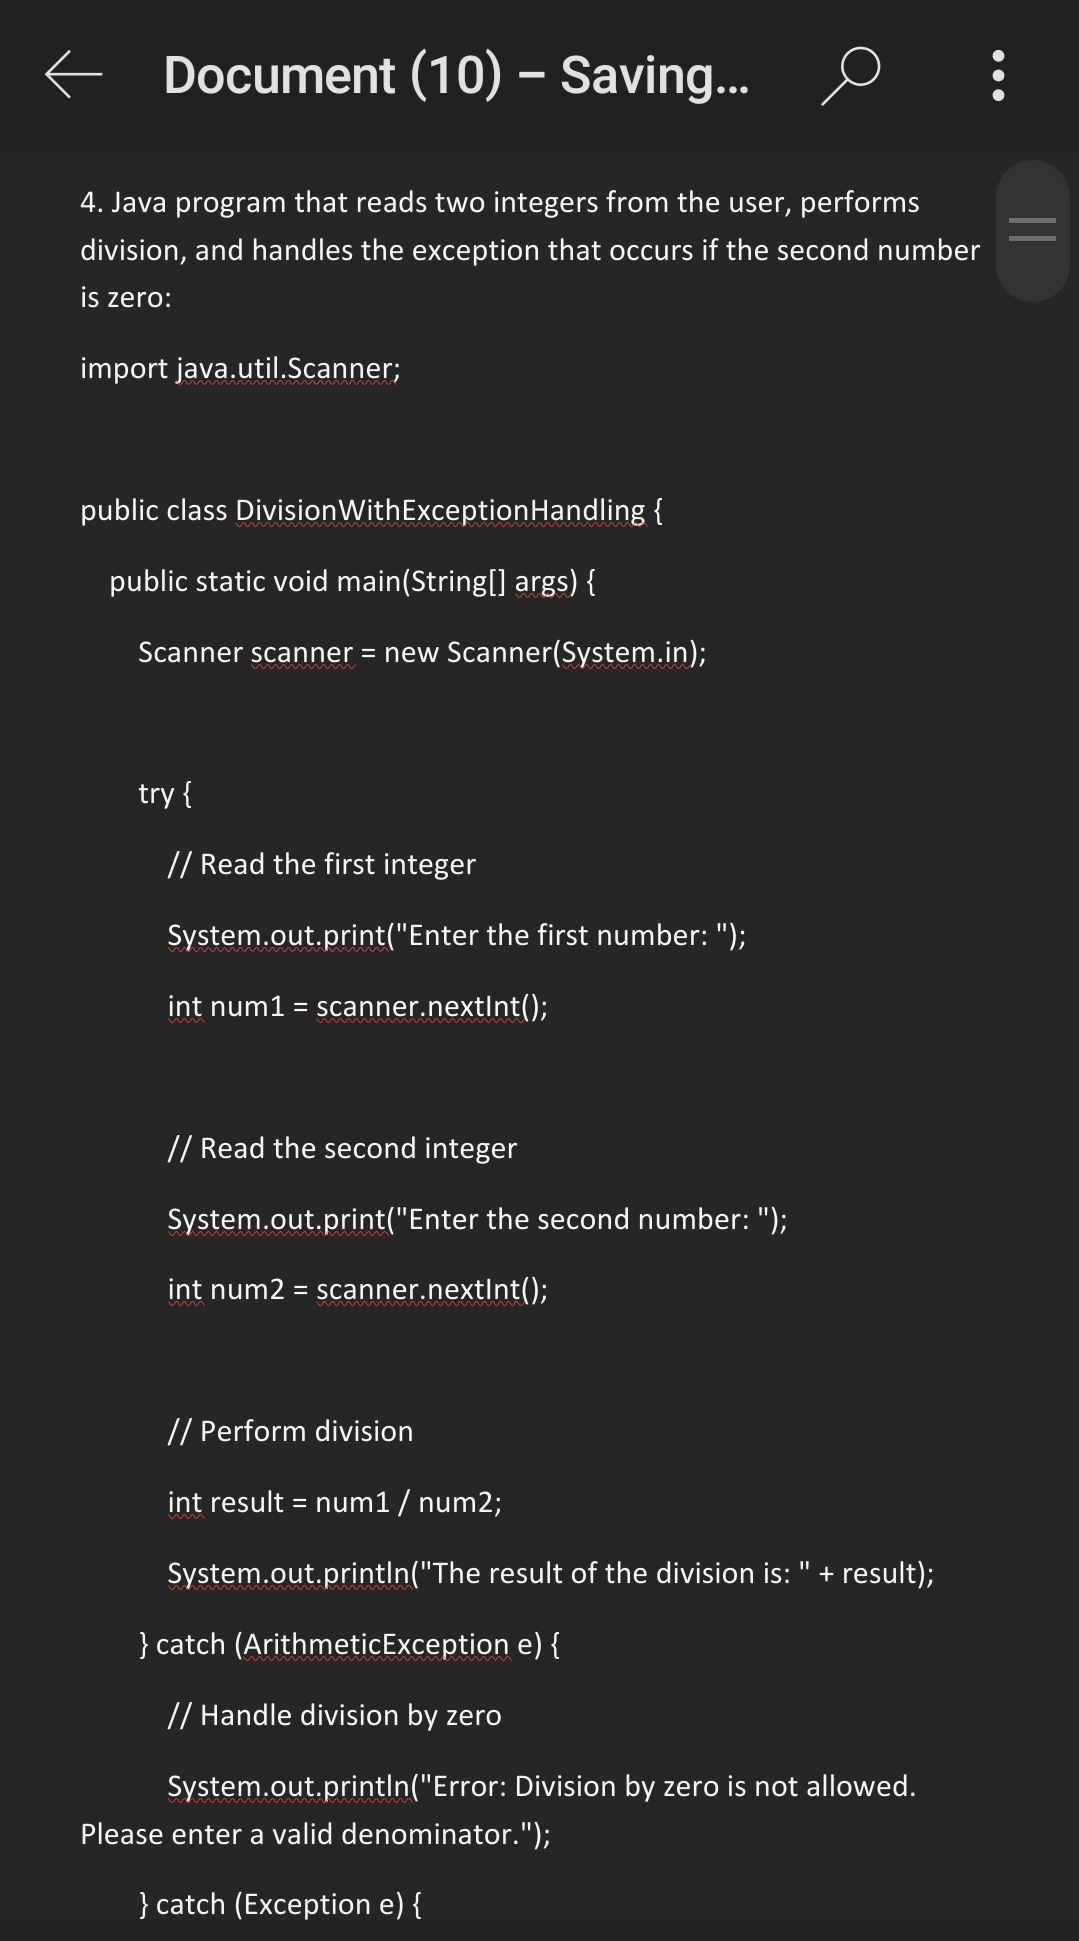 Document (10) – Saving...
4. Java program that reads two integers from the user, performs
division, and handles the exception that occurs if the second number
is zero:
import java.util.Scanner;
public class DivisionWithExceptionHandling {
public static void main(String[] args) {
Scanner scanner = new Scanner(System.in);
try {
// Read the first integer
System.out.print("Enter the first number: ");
int num1 = scanner.nextInt();
// Read the second integer
System.out.print("Enter the second number: ");
int num2 = scanner.nextInt();
// Perform division
int result = num1 / num2;
System.out.println("The result of the division is: " + result);
} catch (ArithmeticException e) {
// Handle division by zero
System.out.println("Error: Division by zero is not allowed.
Please enter a valid denominator.");
} catch (Exception e) {